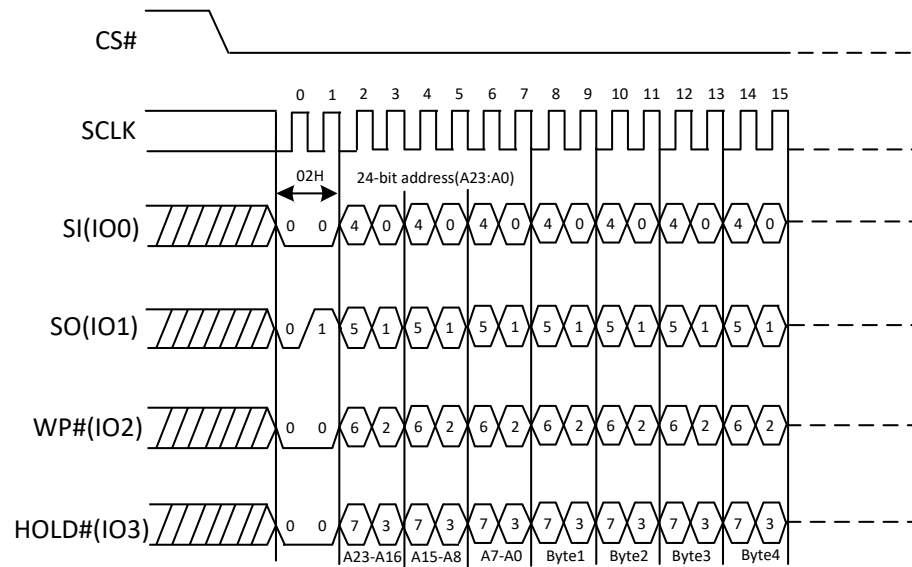 CS#
0 1 2 3 4 5 6 7 8 9 10 11 12 13 14 15
SCLK
02H 24-bit address(A23:A0)
SI(IO0) 0 0 4 0 4 0 4 0 4 0 4 0 4 0 4 0
SO(IO1) 0 1 5 1 5 1 5 1 5 1 5 1 5 1 5 1
WP#(IO2) 0 0 6 2 6 2 6 2 6 2 6 2 6 2 6 2
HOLD#(IO3) 0 0 7 3 7 3 7 3 7 3 7 3 7 3 7 3
A23-A16 A15-A8 A7-A0 Byte1 Byte2 Byte3 Byte4